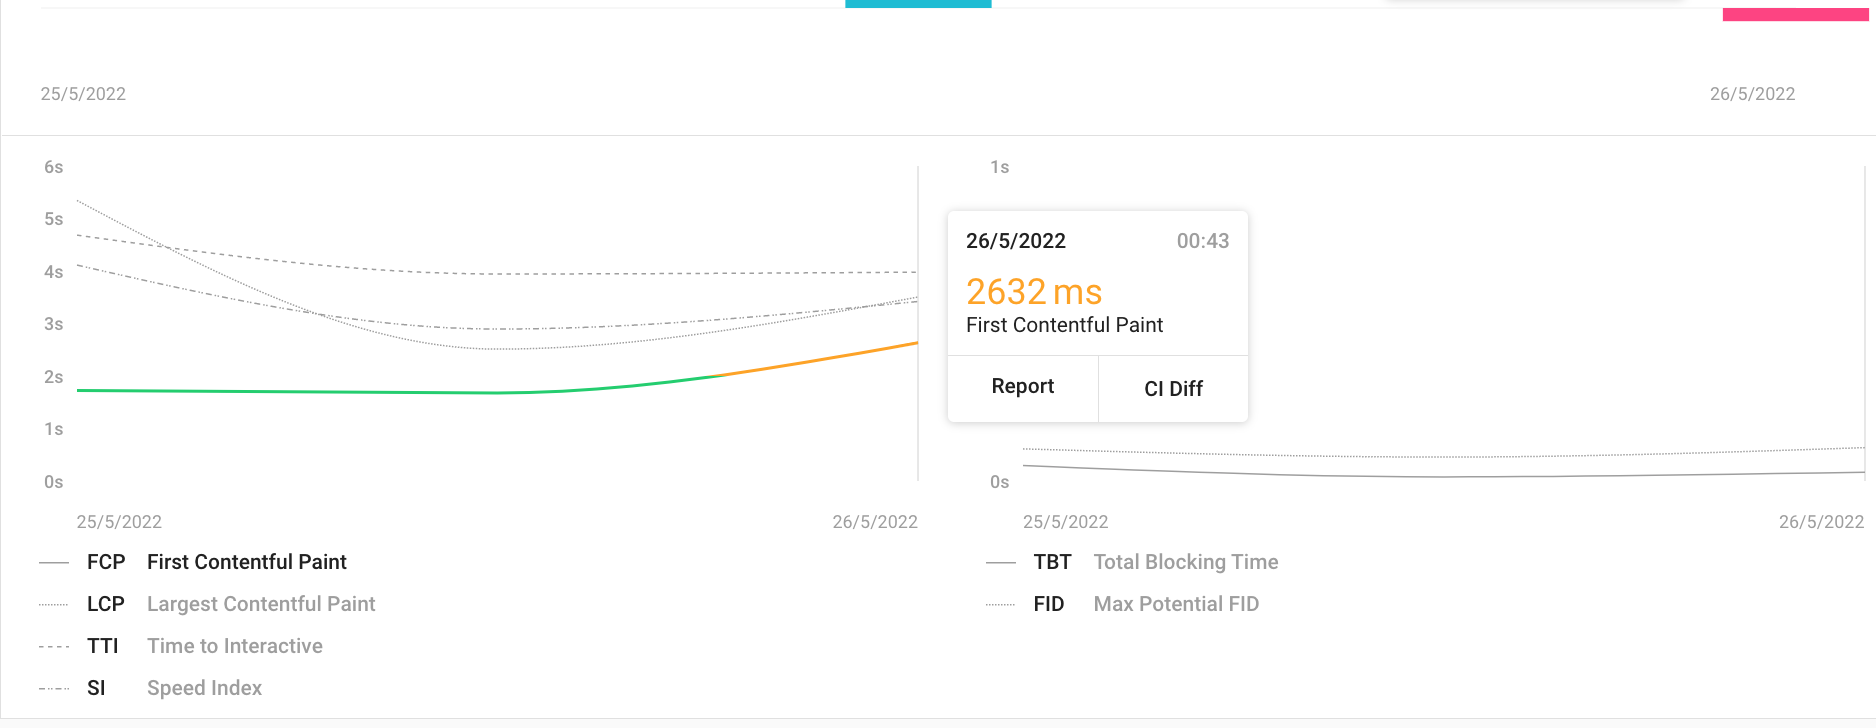 25/5/2022 26/5/2022
6s
5s
4s
3s
2s
1s
0s
25/5/2022 26/5/2022
FCP First Contentful Paint
LCP Largest Contentful Paint
TTI Time to Interactive
SI Speed Index
1s
0s
26/5/2022 00:43
2632 ms
First Contentful Paint
Report CI Diff
25/5/2022 26/5/2022
TBT Total Blocking Time
FID Max Potential FID